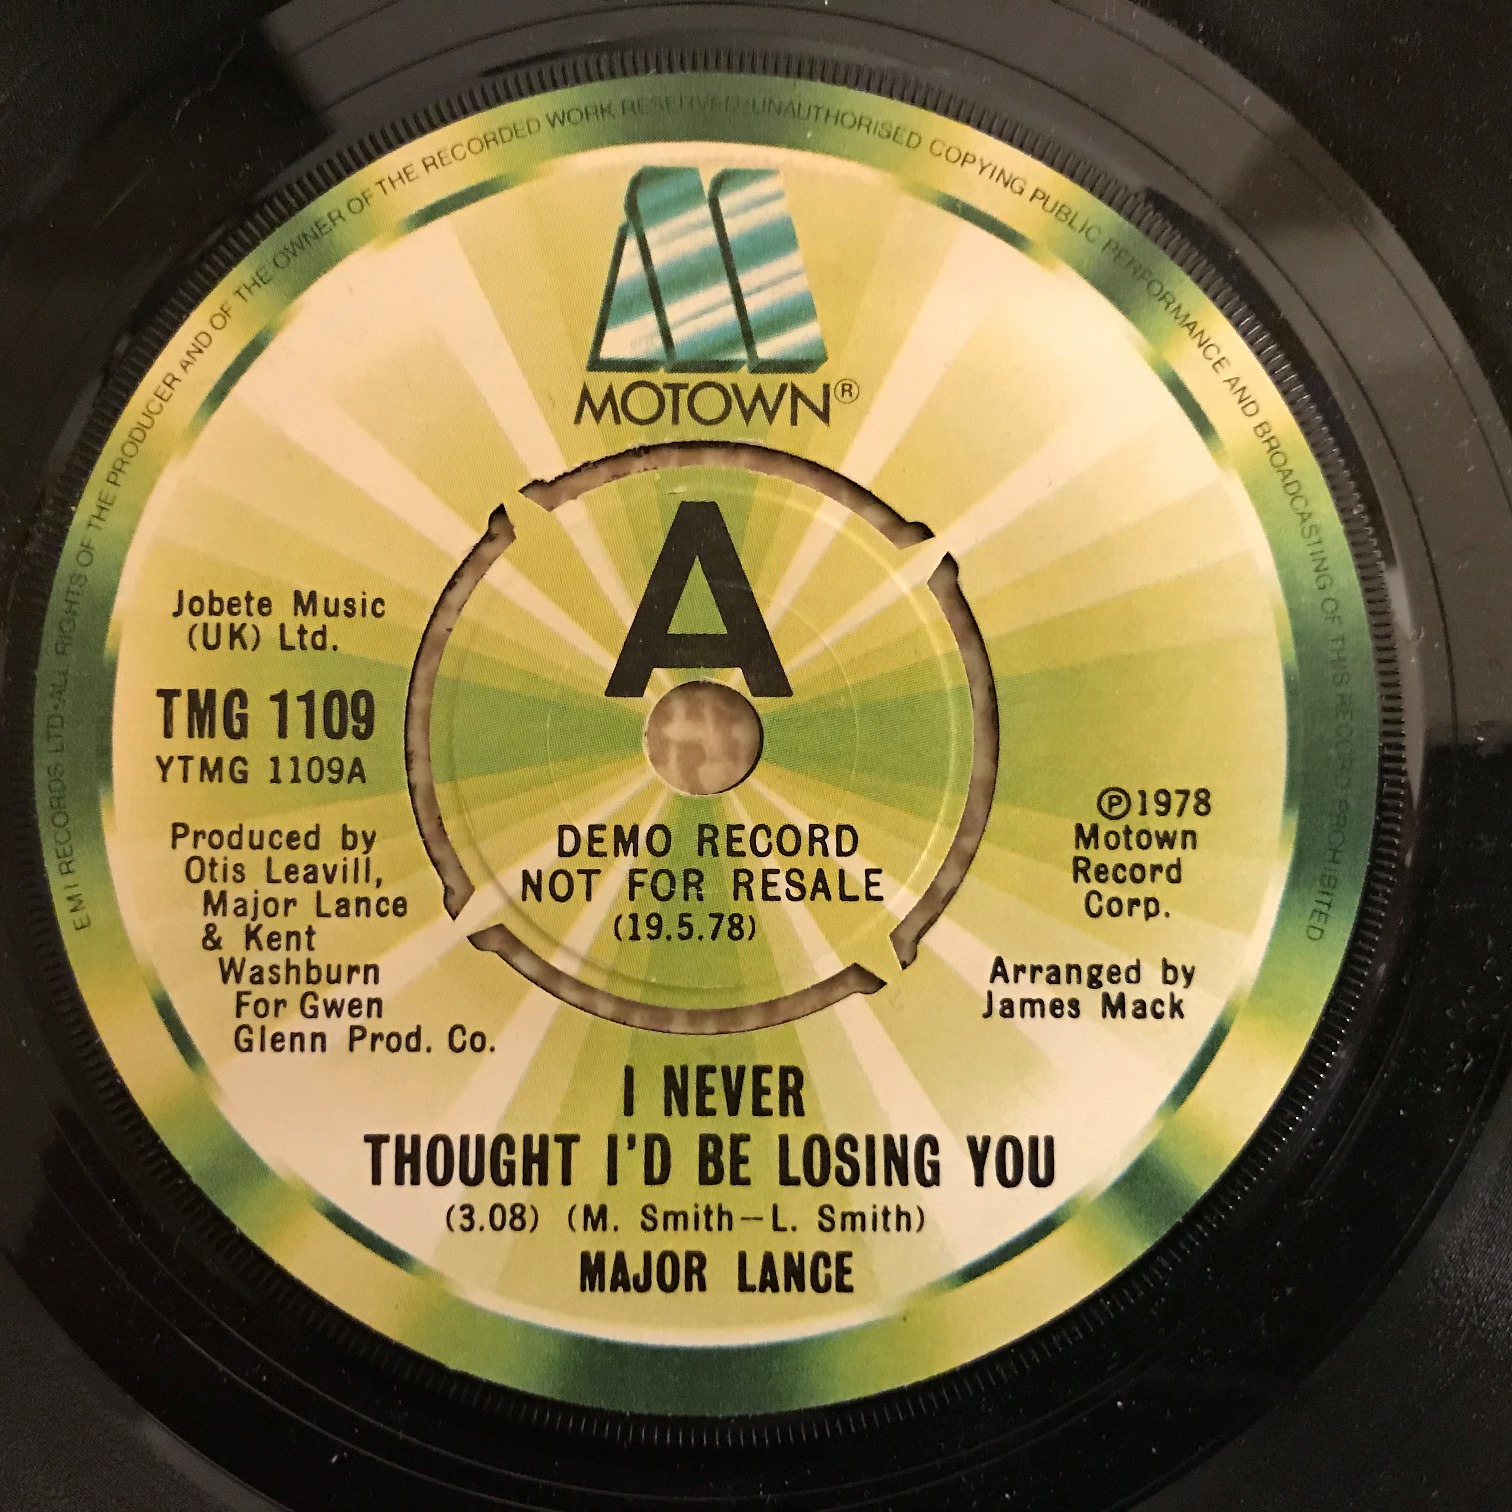 E M I RECORDS LTD·ALL RIGHTS OF THE PRODUCER AND OF THE OWNER OF THE RECORDED WORK RESERVED·UNAUTHORISED COPYING PUBLIC PERFORMANCE AND BROADCASTING OF THIS RECORD PROHIBITED
MOTOWN®
A
Jobete Music
(UK) Ltd.
TMG 1109
YTMG 1109A
Produced by
Otis Leavill,
Major Lance
& Kent
Washburn
For Gwen
Glenn Prod. Co.
DEMO RECORD
NOT FOR RESALE
(19.5.78)
Ⓟ1978
Motown
Record
Corp.
Arranged by
James Mack
I NEVER
THOUGHT I'D BE LOSING YOU
(3.08) (M. Smith—L. Smith)
MAJOR LANCE